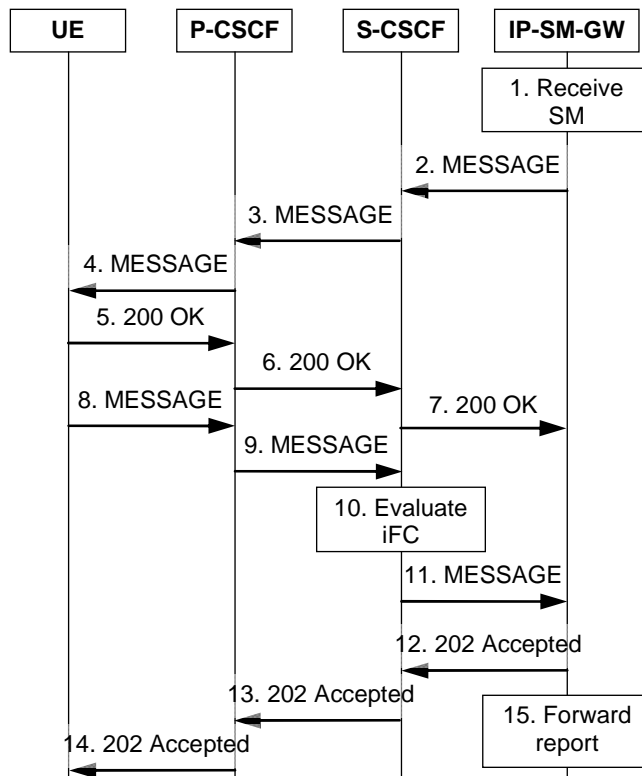 UE P-CSCF S-CSCF IP-SM-GW
1. Receive
SM
2. MESSAGE
3. MESSAGE
4. MESSAGE
5. 200 OK
6. 200 OK
8. MESSAGE
7. 200 OK
9. MESSAGE
10. Evaluate
iFC
11. MESSAGE
12. 202 Accepted
13. 202 Accepted
15. Forward
report
14. 202 Accepted